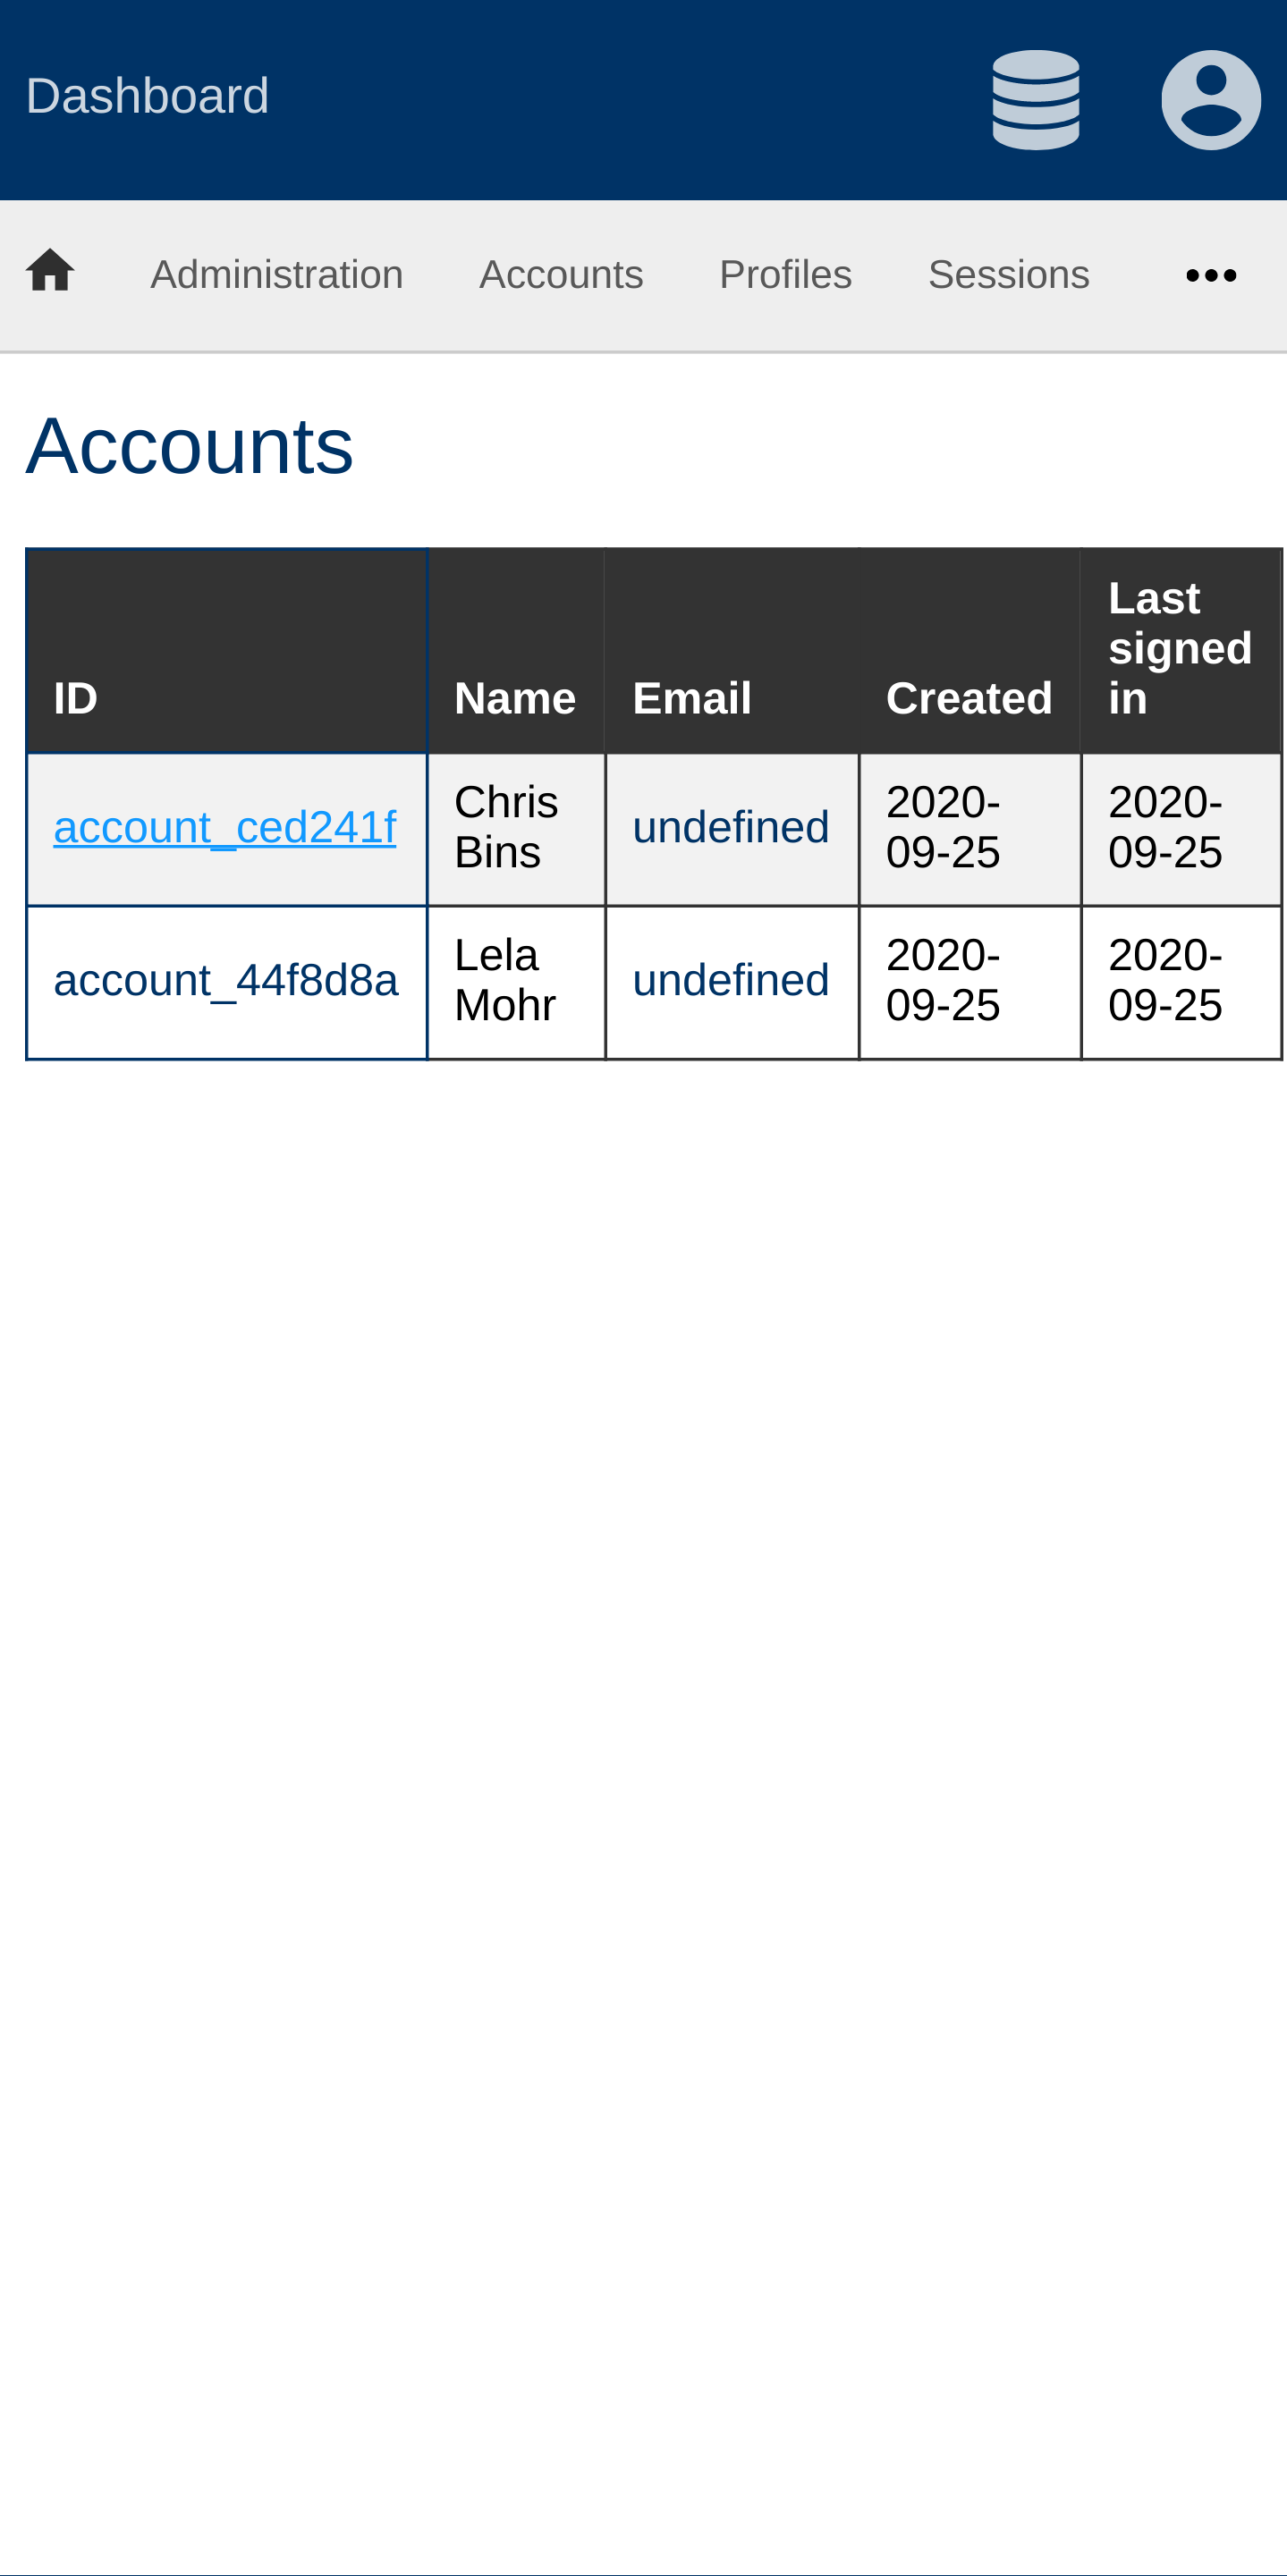 Dashboard
Administration Accounts Profiles Sessions
Accounts
ID Name Email Created Last signed in
account_ced241f Chris Bins undefined 2020-09-25 2020-09-25
account_44f8d8a Lela Mohr undefined 2020-09-25 2020-09-25